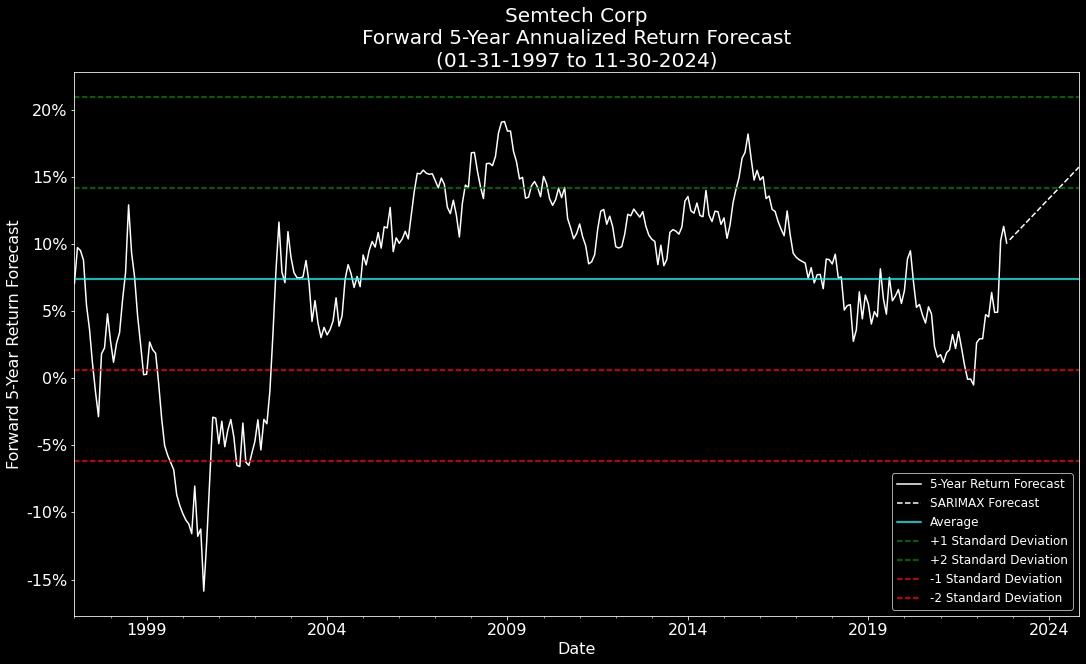 Semtech Corp
Forward 5-Year Annualized Return Forecast
(01-31-1997 to 11-30-2024)
Forward 5-Year Return Forecast
20%
15%
10%
5%
0%
-5%
-10%
-15%
5-Year Return Forecast
SARIMAX Forecast
Average
+1 Standard Deviation
+2 Standard Deviation
-1 Standard Deviation
-2 Standard Deviation
1999
2004
2009
2014
2019
2024
Date